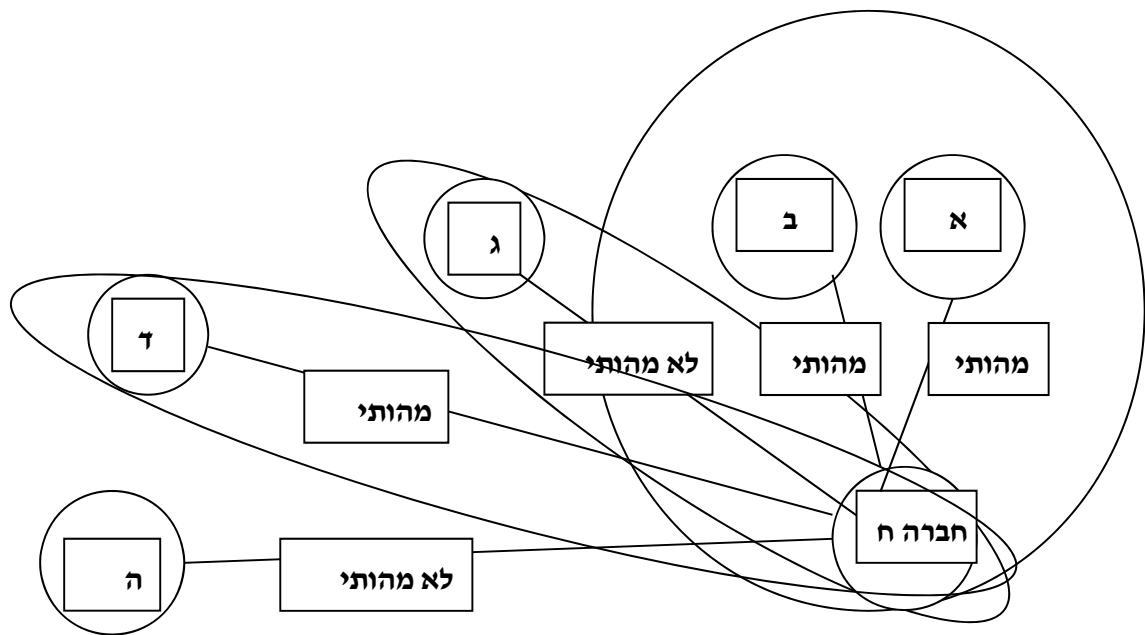 א
ב
ג
מהותי
מהותי
לא מהותי
ד
מהותי
חברה ח
לא מהותי
ה